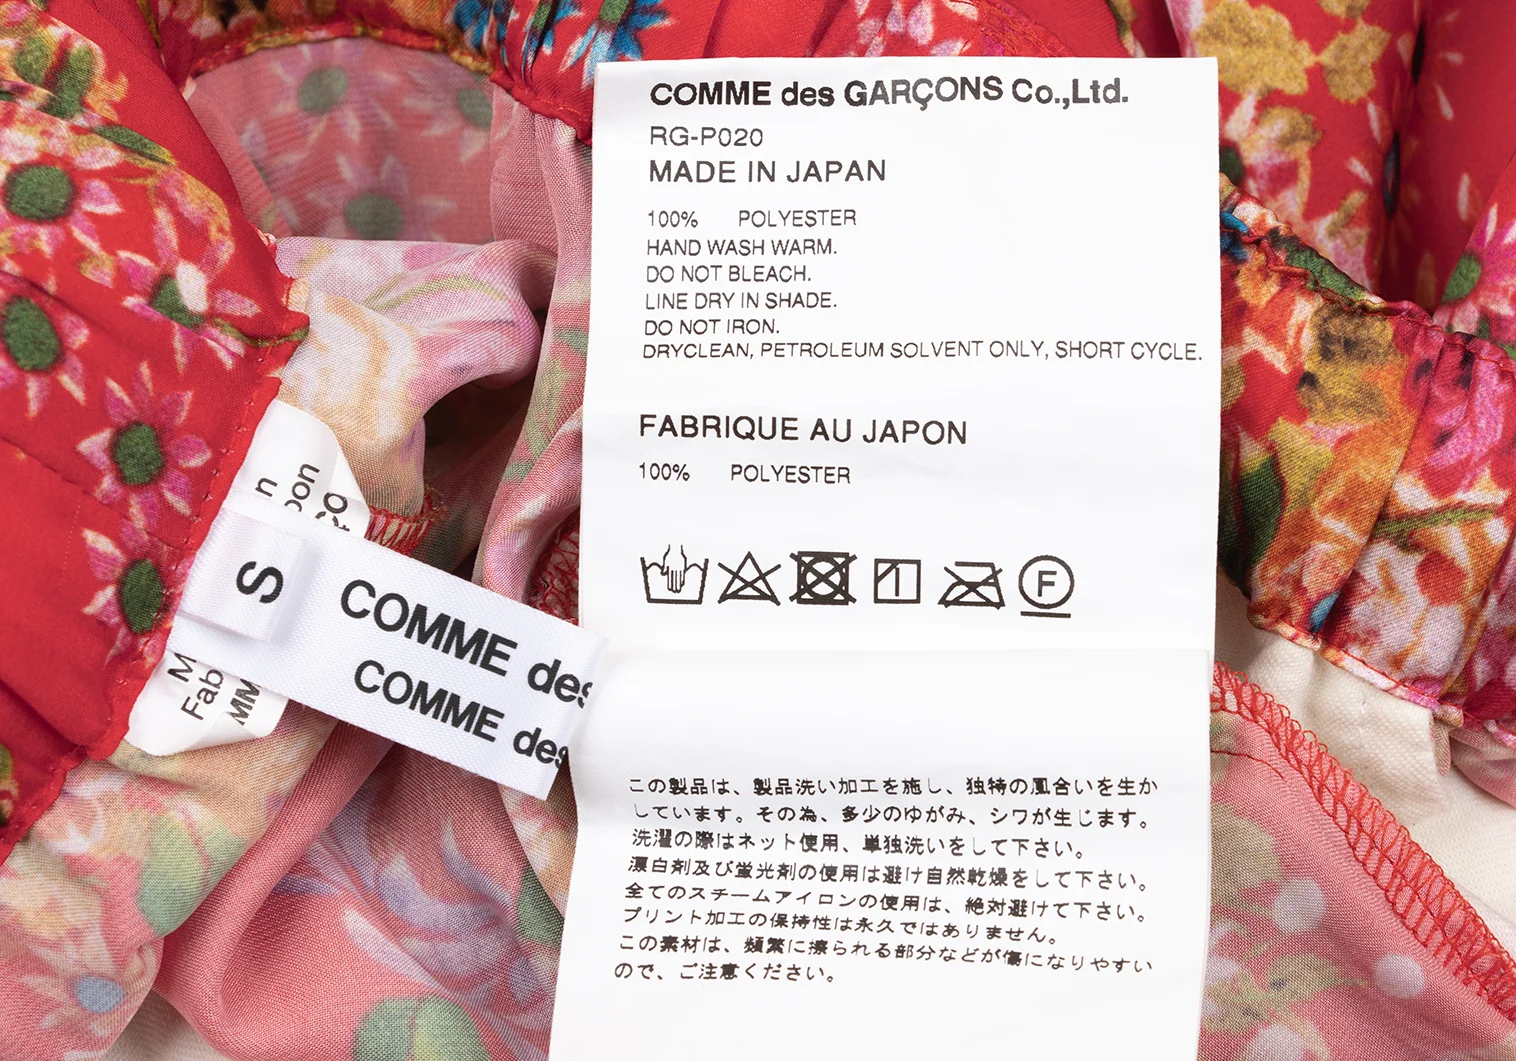 COMME des GARÇONS Co.,Ltd.
RG-P020
MADE IN JAPAN
100% POLYESTER
HAND WASH WARM.
DO NOT BLEACH.
LINE DRY IN SHADE.
DO NOT IRON.
DRYCLEAN, PETROLEUM SOLVENT ONLY, SHORT CYCLE.
FABRIQUE AU JAPON
100% POLYESTER
F
この製品は、製品洗い加工を施し、独特の風合いを生か
しています。その為、多少のゆがみ、シワが生じます。
洗濯の際はネット使用、単独洗いをして下さい。
漂白剤及び蛍光剤の使用は避け自然乾燥をして下さい。
全てのスチームアイロンの使用は、絶対避けて下さい。
プリント加工の保持性は永久ではありません。
この素材は、頻繁に擦られる部分などが傷になりやすい
ので、ご注意ください。
S
COMME des
COMME des
n
pon
Co
M
Fab
MM